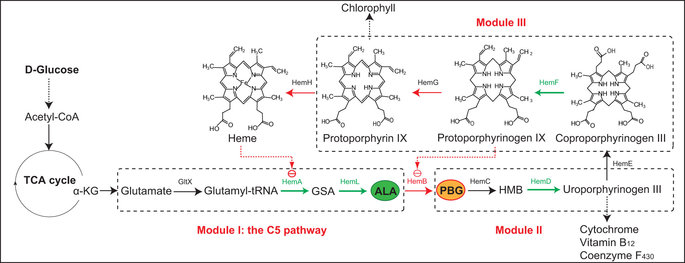 Chlorophyll
Module III
D-Glucose
Acetyl-CoA
TCA cycle
α-KG
Heme
HemH
Protoporphyrin IX
HemG
Protoporphyrinogen IX
HemF
Coproporphyrinogen III
HemE
Glutamate
GltX
Glutamyl-tRNA
HemA
GSA
HemL
ALA
HemB
PBG
HemC
HMB
HemD
Uroporphyrinogen III
Module I: the C5 pathway
Module II
Cytochrome
Vitamin B12
Coenzyme F430